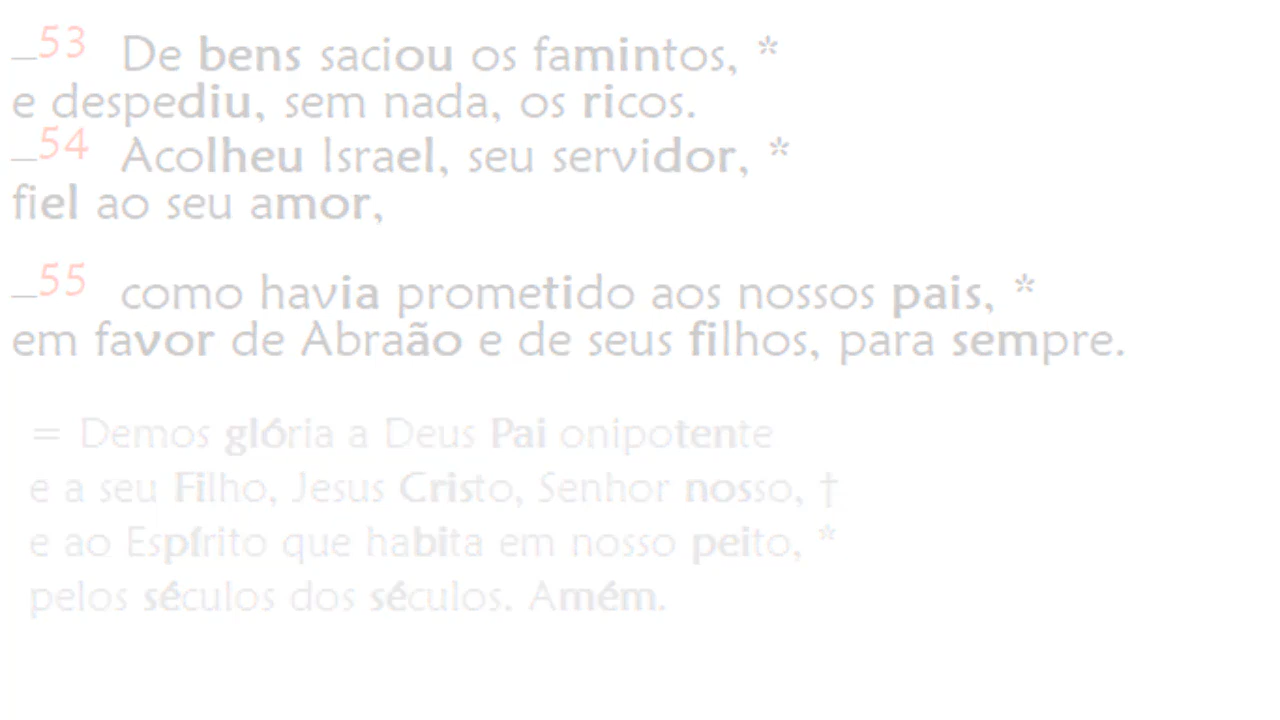 _53 De bens saciou os famintos, *
e despediu, sem nada, os ricos.
_54 Acolheu Israel, seu servidor, *
fiel ao seu amor,
_55 como havia prometido aos nossos pais, *
em favor de Abraão e de seus filhos, para sempre.
= Demos glória a Deus Pai onipotente
e a seu Filho, Jesus Cristo, Senhor nosso, †
e ao Espírito que habita em nosso peito, *
pelos séculos dos séculos. Amém.